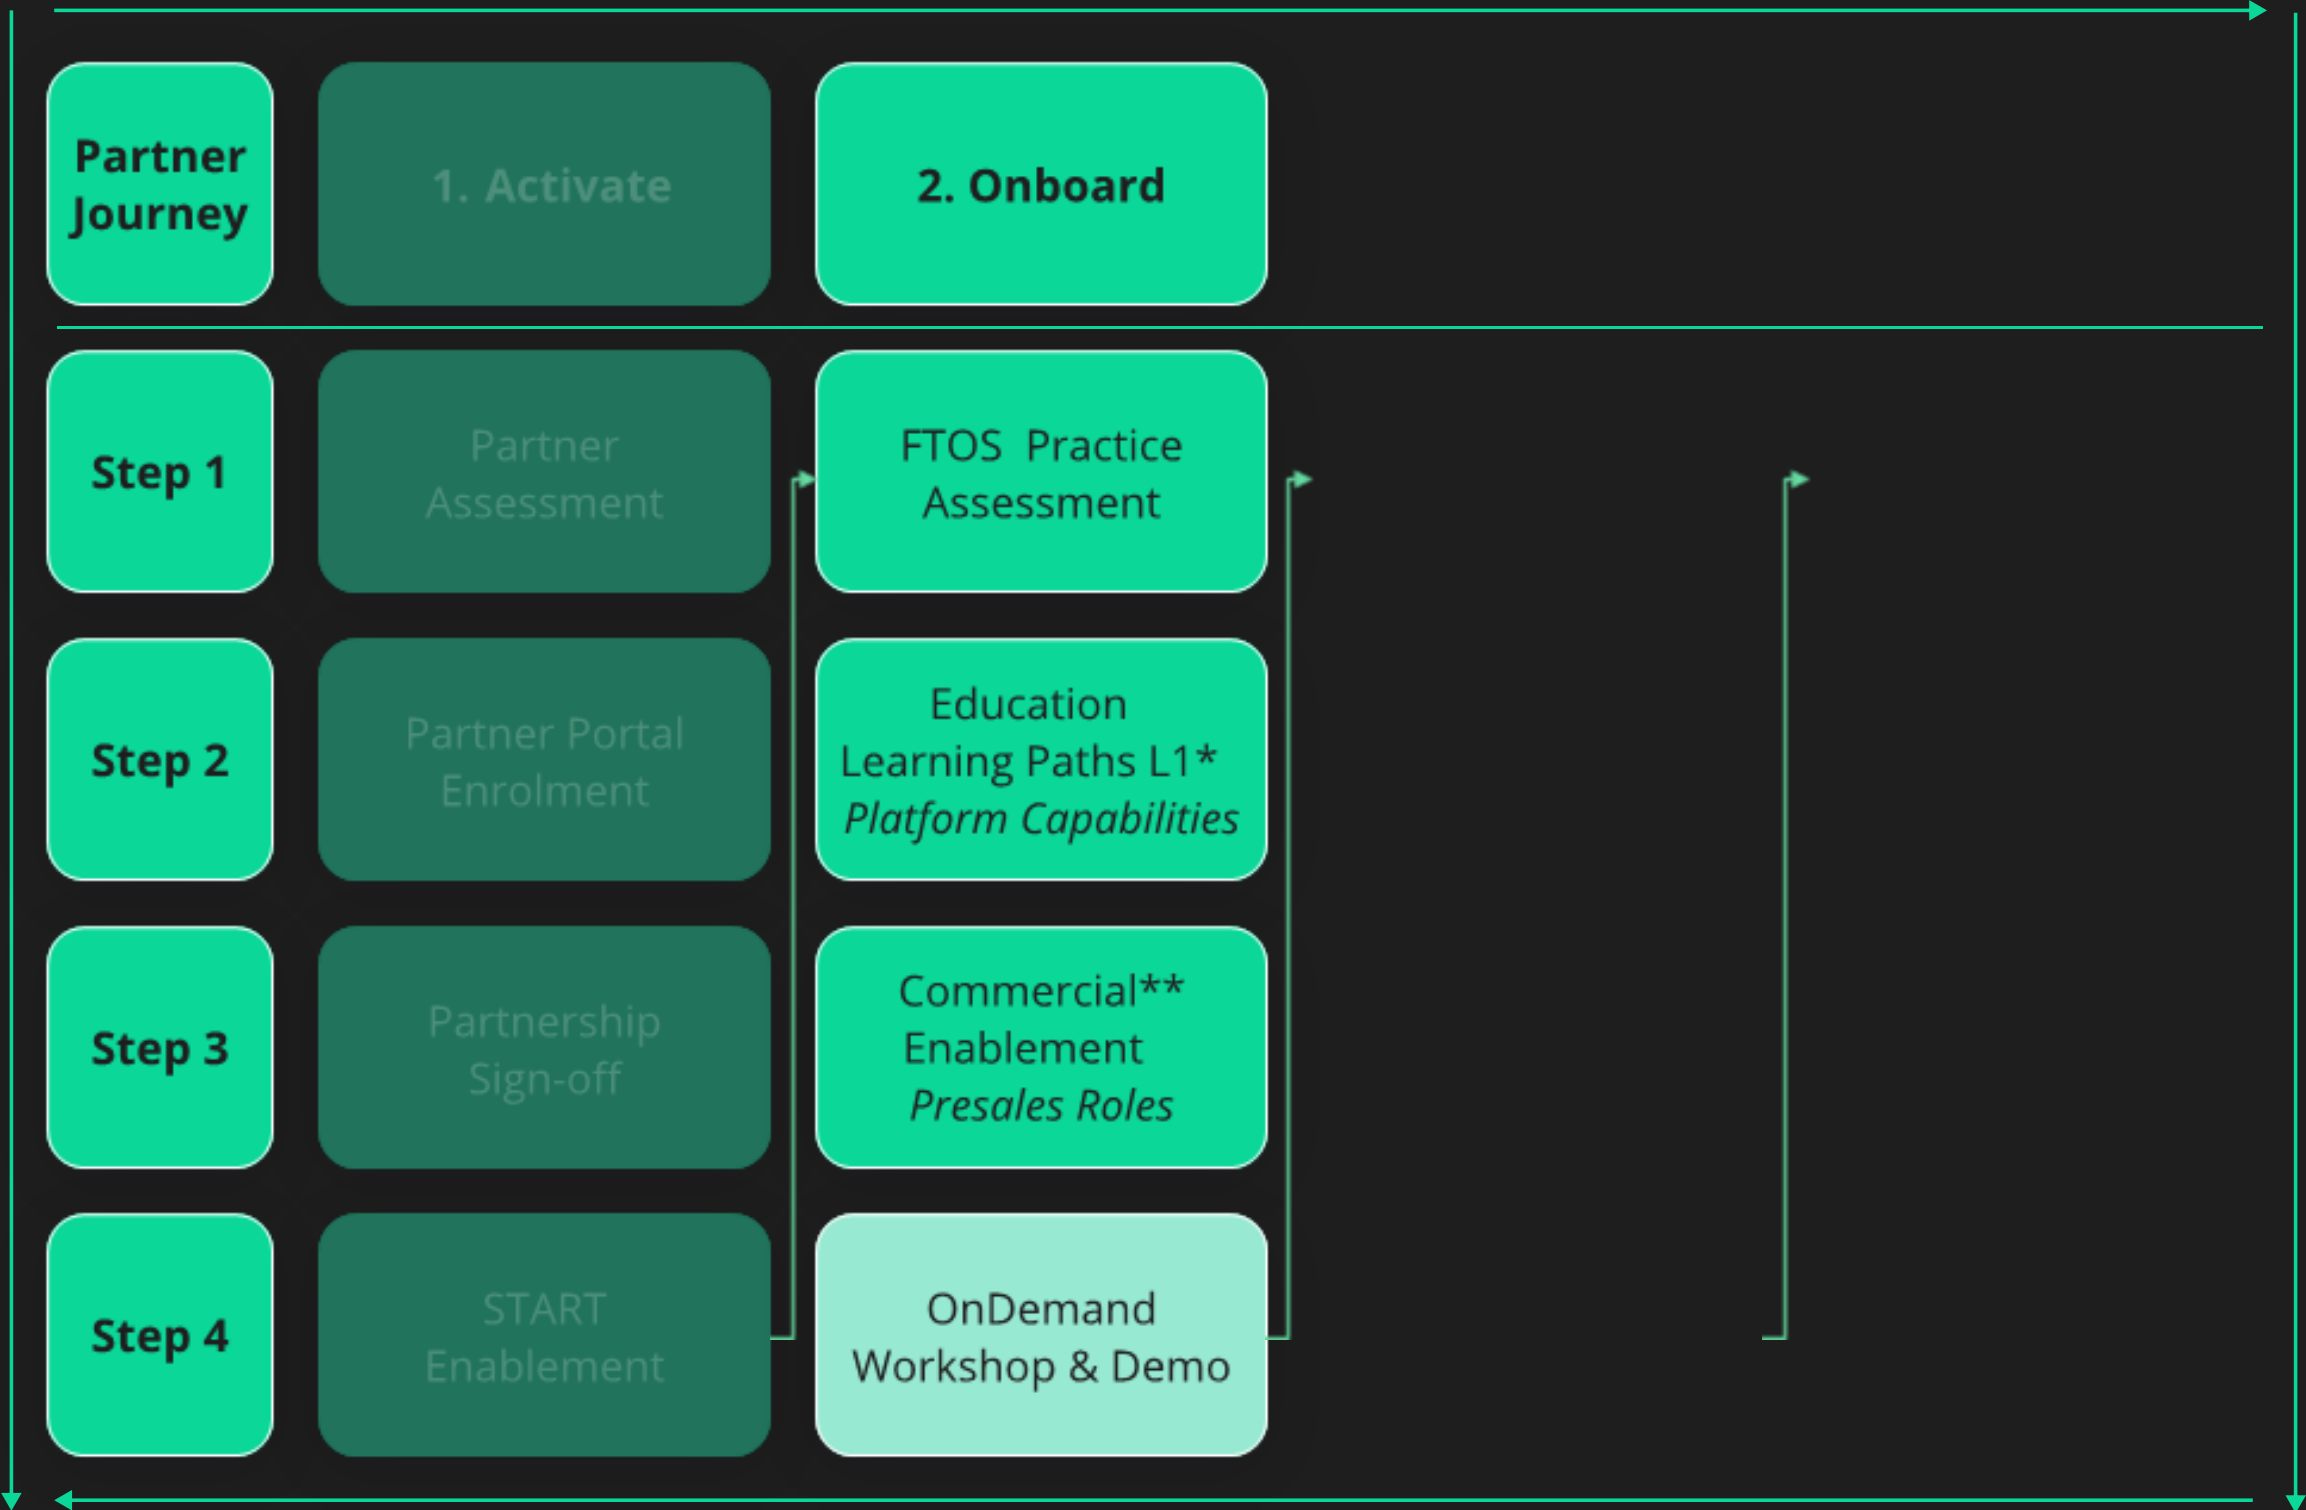 Partner
Journey
1. Activate
2. Onboard
Step 1
Partner
Assessment
FTOS  Practice
Assessment
Step 2
Partner Portal
Enrolment
Education
Learning Paths L1*
Platform Capabilities
Step 3
Partnership
Sign-off
Commercial**
Enablement
Presales Roles
Step 4
START
Enablement
OnDemand
Workshop & Demo